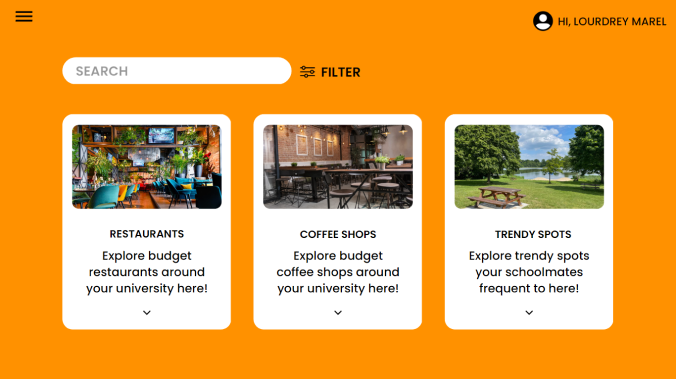 HI, LOURDREY MAREL
SEARCH
FILTER
RESTAURANTS
Explore budget
restaurants around
your university here!
COFFEE SHOPS
Explore budget
coffee shops around
your university here!
TRENDY SPOTS
Explore trendy spots
your schoolmates
frequent to here!